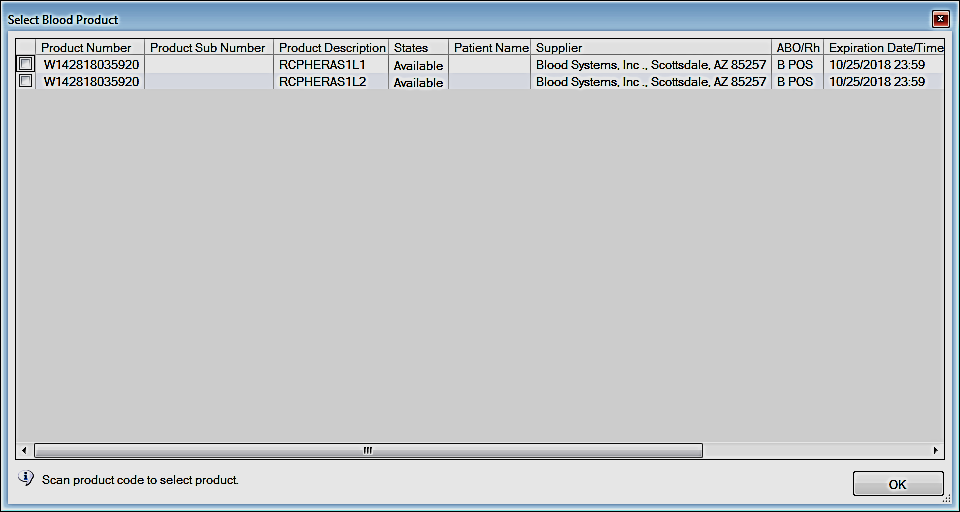 Select Blood Product
Product Number Product Sub Number Product Description States Patient Name Supplier ABO/Rh Expiration Date/Time
W142818035920 RCPHERAS1L1 Available Blood Systems, Inc ., Scottsdale, AZ 85257 B POS 10/25/2018 23:59
W142818035920 RCPHERAS1L2 Available Blood Systems, Inc ., Scottsdale, AZ 85257 B POS 10/25/2018 23:59
Scan product code to select product.
OK